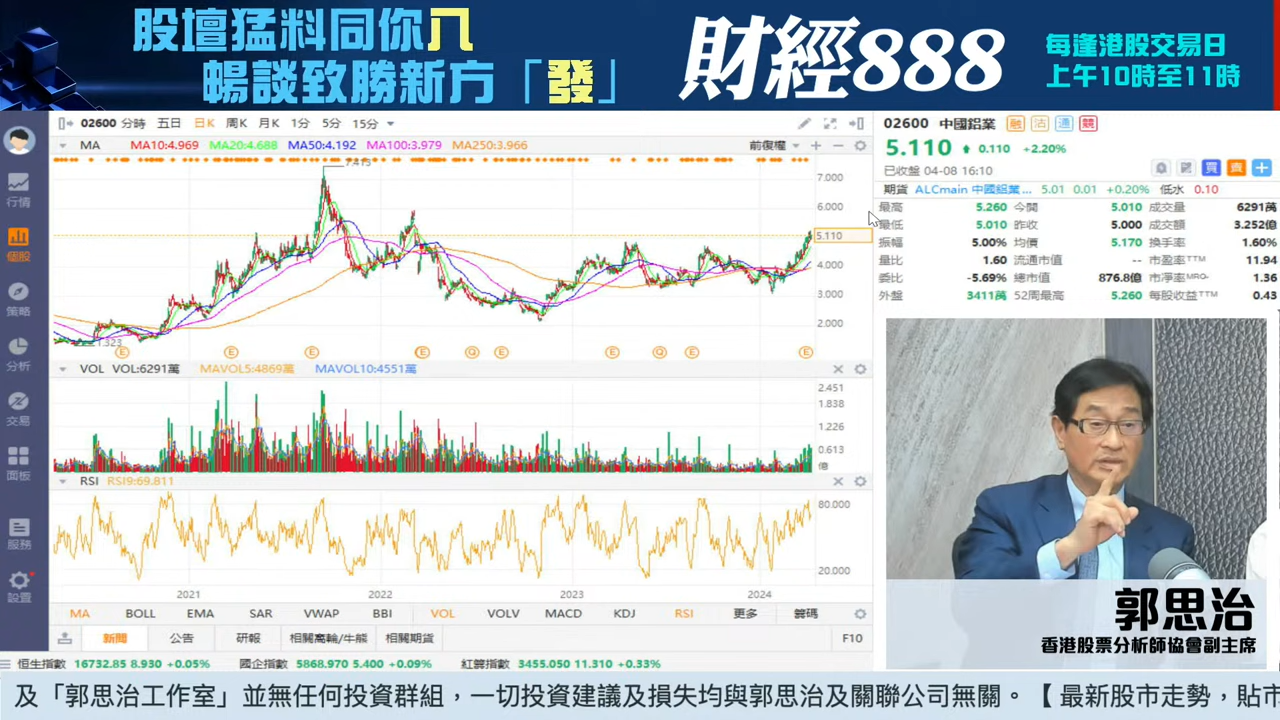 股壇猛料同你八
暢談致勝新方「發」
財經888
每逢港股交易日
上午10時至11時
02600 分時 五日 日K 周K 月K 1分 5分 15分
MA MA10:4.969 MA20:4.688 MA50:4.192 MA100:3.979 MA250:3.966 前復權
7.415
7.000
6.000
5.110
4.000
3.000
2.000
1.323
E E E E Q E E Q E E
VOL VOL:6291萬 MAVOL5:4869萬 MAVOL10:4551萬
2.451
1.838
1.226
0.613
億
RSI RSI9:69.811
80.000
20.000
2021 2022 2023 2024
MA BOLL EMA SAR VWAP BBI VOL VOLV MACD KDJ RSI 更多 籌碼
新聞 公告 研報 相關窩輪/牛熊 相關期貨 F10
恒生指數 16732.85 8.930 +0.05% 國企指數 5868.970 5.400 +0.09% 紅籌指數 3455.050 11.310 +0.33%
行情
個股
策略
分析
交易
面板
服務
設置
02600 中國鋁業 融 沽 通 競
5.110 0.110 +2.20%
已收盤 04-08 16:10
買 賣
期貨 ALCmain 中國鋁業... 5.01 0.01 +0.20% 低水 0.10
最高 5.260 今開 5.010 成交量 6291萬
最低 5.010 昨收 5.000 成交額 3.252億
振幅 5.00% 均價 5.170 換手率 1.60%
量比 1.60 流通市值 -- 市盈率TTM 11.94
委比 -5.69% 總市值 876.8億 市淨率MRQ 1.36
外盤 3411萬 52周最高 5.260 每股收益TTM 0.43
郭思治
香港股票分析師協會副主席
及「郭思治工作室」並無任何投資群組，一切投資建議及損失均與郭思治及關聯公司無關。【 最新股市走勢，貼市